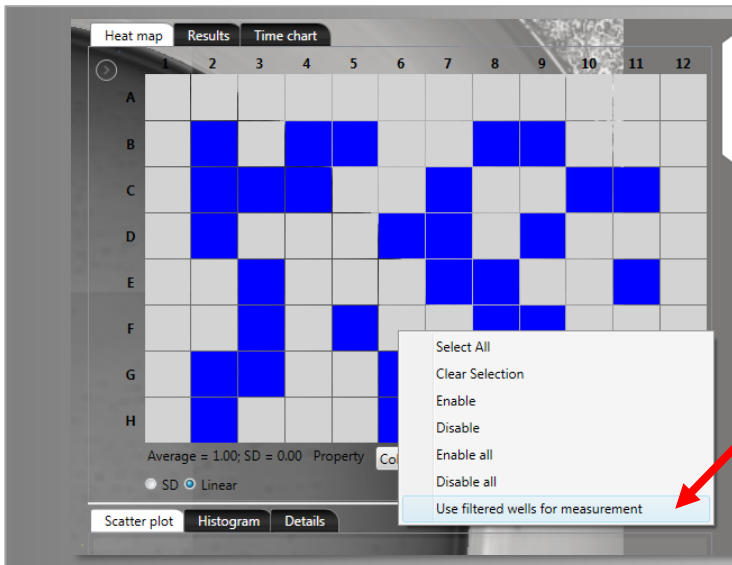 Heat map Results Time chart
1 2 3 4 5 6 7 8 9 10 11 12
A
B
C
D
E
F
G
H
Select All
Clear Selection
Enable
Disable
Enable all
Disable all
Use filtered wells for measurement
Average = 1.00; SD = 0.00 Property
SD Linear
Scatter plot Histogram Details